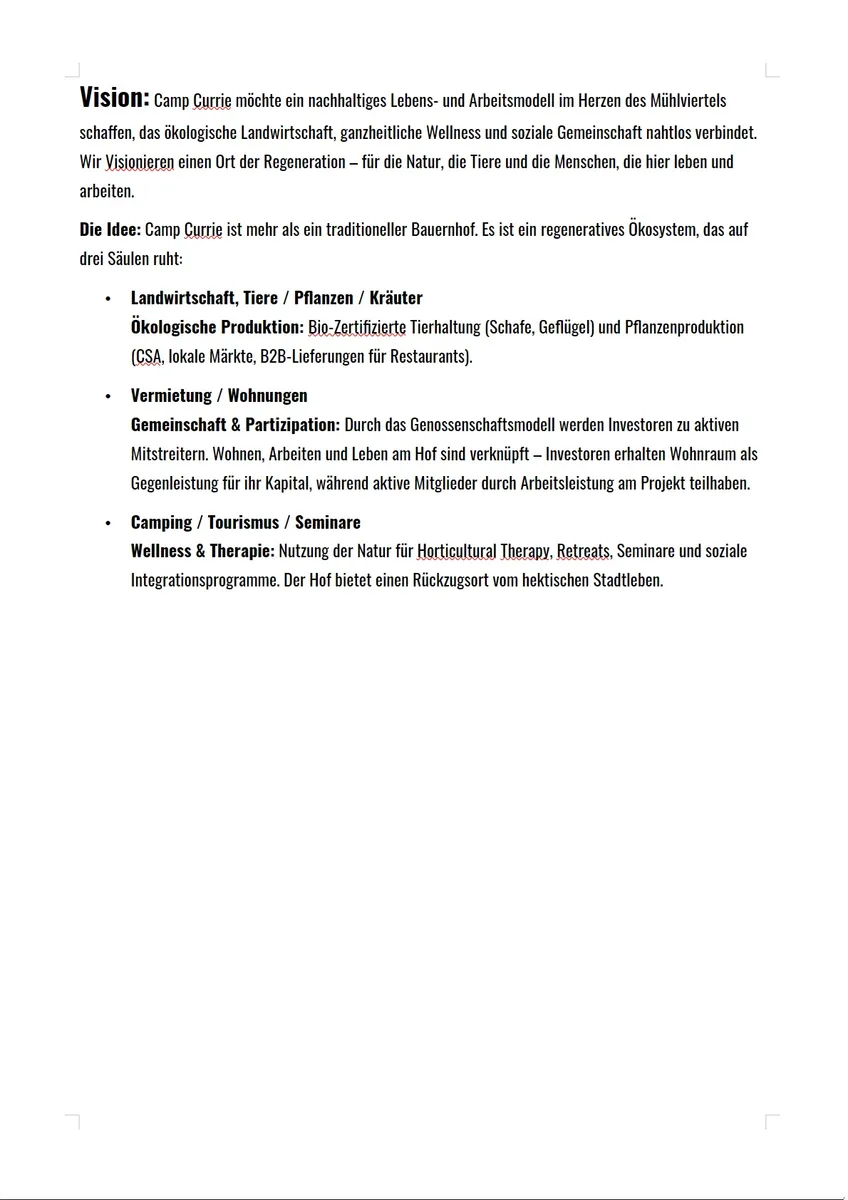 Vision: Camp Currie möchte ein nachhaltiges Lebens- und Arbeitsmodell im Herzen des Mühlviertels
schaffen, das ökologische Landwirtschaft, ganzheitliche Wellness und soziale Gemeinschaft nahtlos verbindet.
Wir Visionieren einen Ort der Regeneration – für die Natur, die Tiere und die Menschen, die hier leben und
arbeiten.
Die Idee: Camp Currie ist mehr als ein traditioneller Bauernhof. Es ist ein regeneratives Ökosystem, das auf
drei Säulen ruht:
• Landwirtschaft, Tiere / Pflanzen / Kräuter
Ökologische Produktion: Bio-Zertifizierte Tierhaltung (Schafe, Geflügel) und Pflanzenproduktion
(CSA, lokale Märkte, B2B-Lieferungen für Restaurants).
• Vermietung / Wohnungen
Gemeinschaft & Partizipation: Durch das Genossenschaftsmodell werden Investoren zu aktiven
Mitstreitern. Wohnen, Arbeiten und Leben am Hof sind verknüpft – Investoren erhalten Wohnraum als
Gegenleistung für ihr Kapital, während aktive Mitglieder durch Arbeitsleistung am Projekt teilhaben.
• Camping / Tourismus / Seminare
Wellness & Therapie: Nutzung der Natur für Horticultural Therapy, Retreats, Seminare und soziale
Integrationsprogramme. Der Hof bietet einen Rückzugsort vom hektischen Stadtleben.